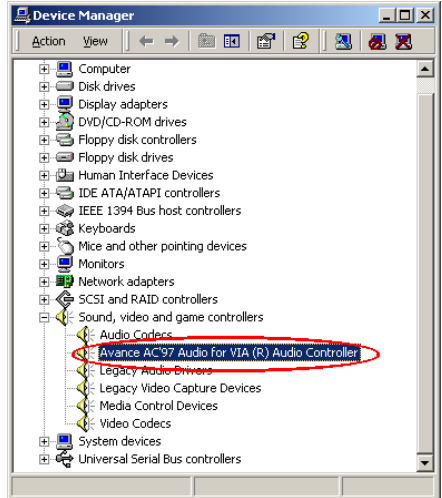 Device Manager
Action View
Computer
Disk drives
Display adapters
DVD/CD-ROM drives
Floppy disk controllers
Floppy disk drives
Human Interface Devices
IDE ATA/ATAPI controllers
IEEE 1394 Bus host controllers
Keyboards
Mice and other pointing devices
Monitors
Network adapters
SCSI and RAID controllers
Sound, video and game controllers
Audio Codecs
Avance AC'97 Audio for VIA (R) Audio Controller
Legacy Audio Drivers
Legacy Video Capture Devices
Media Control Devices
Video Codecs
System devices
Universal Serial Bus controllers